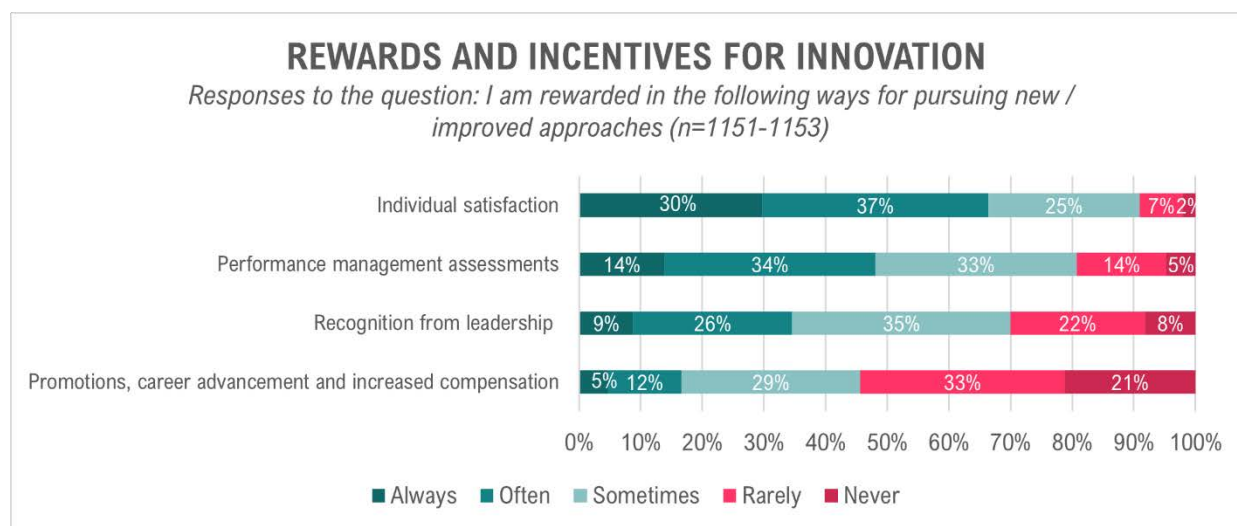 REWARDS AND INCENTIVES FOR INNOVATION
Responses to the question: I am rewarded in the following ways for pursuing new /
improved approaches (n=1151-1153)
Individual satisfaction 30% 37% 25% 7% 2%
Performance management assessments 14% 34% 33% 14% 5%
Recognition from leadership 9% 26% 35% 22% 8%
Promotions, career advancement and increased compensation 5% 12% 29% 33% 21%
0% 10% 20% 30% 40% 50% 60% 70% 80% 90% 100%
Always Often Sometimes Rarely Never